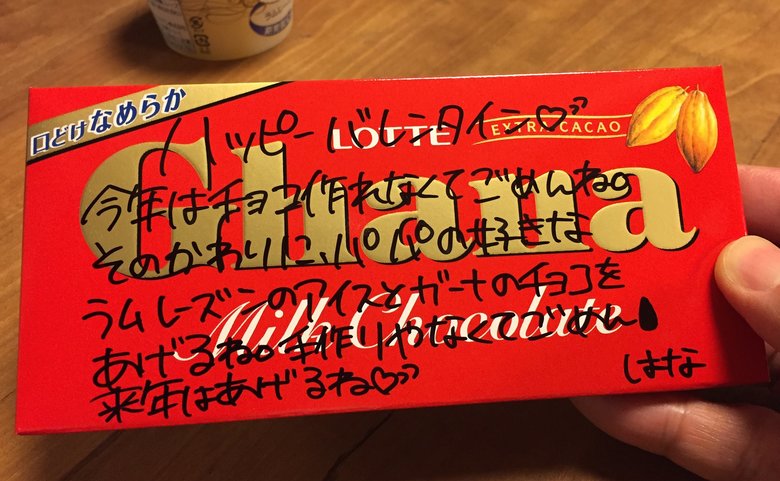 口どけなめらか
LOTTE
EXTRA CACAO
Ghana
Milk Chocolate
ハッピーバレンタイン♡
今年はチョコ作れなくてごめんね。
そのかわりに、パパの好きな
ラムレーズンのアイスとガーナのチョコを
あげるね。手作りやなくてごめん
来年はあげるね♡
はな